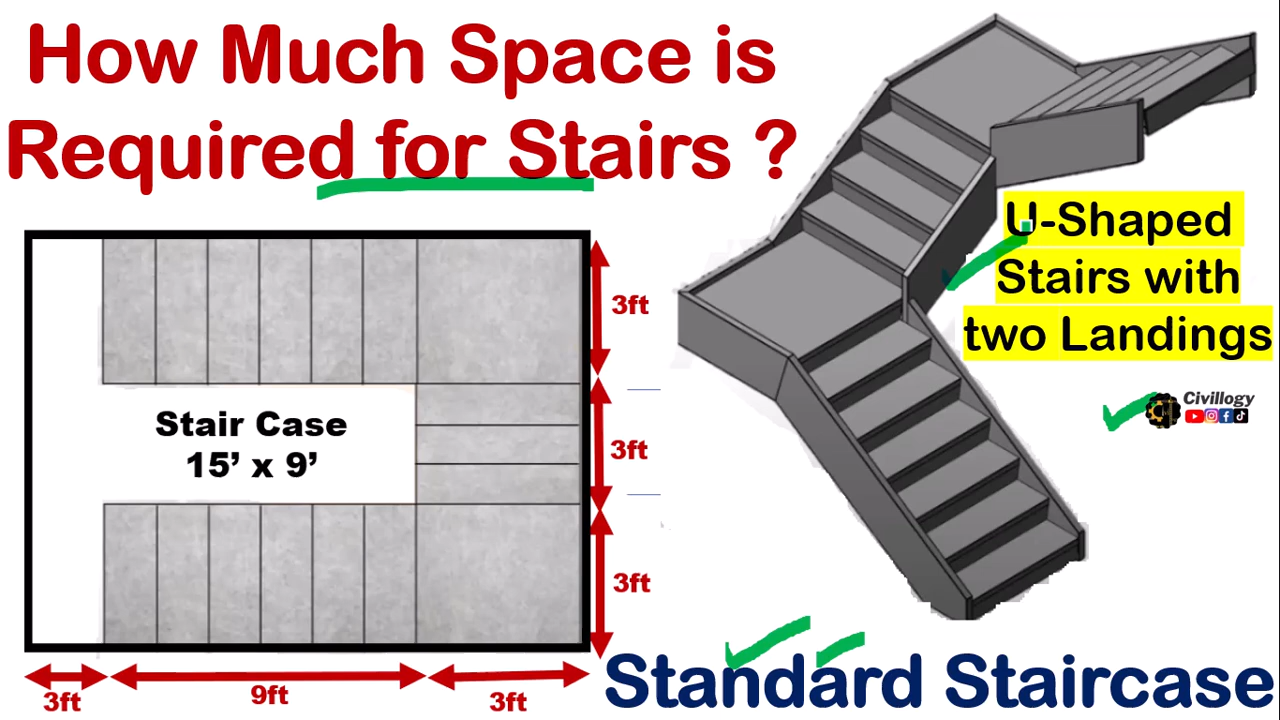 How Much Space is
Required for Stairs ?
U-Shaped
Stairs with
two Landings
Civillogy
Stair Case
15' x 9'
3ft
3ft
3ft
3ft
9ft
3ft
Standard Staircase